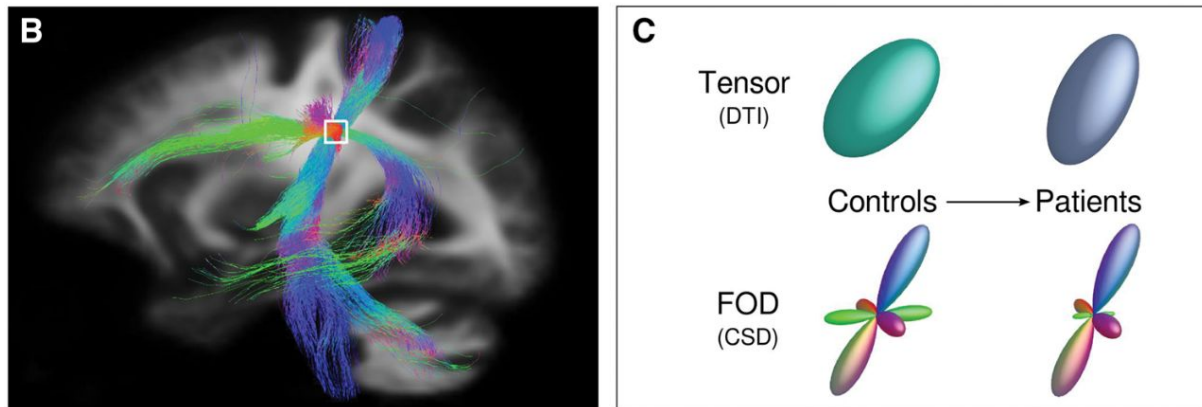 B
C
Tensor
(DTI)
Controls
Patients
FOD
(CSD)